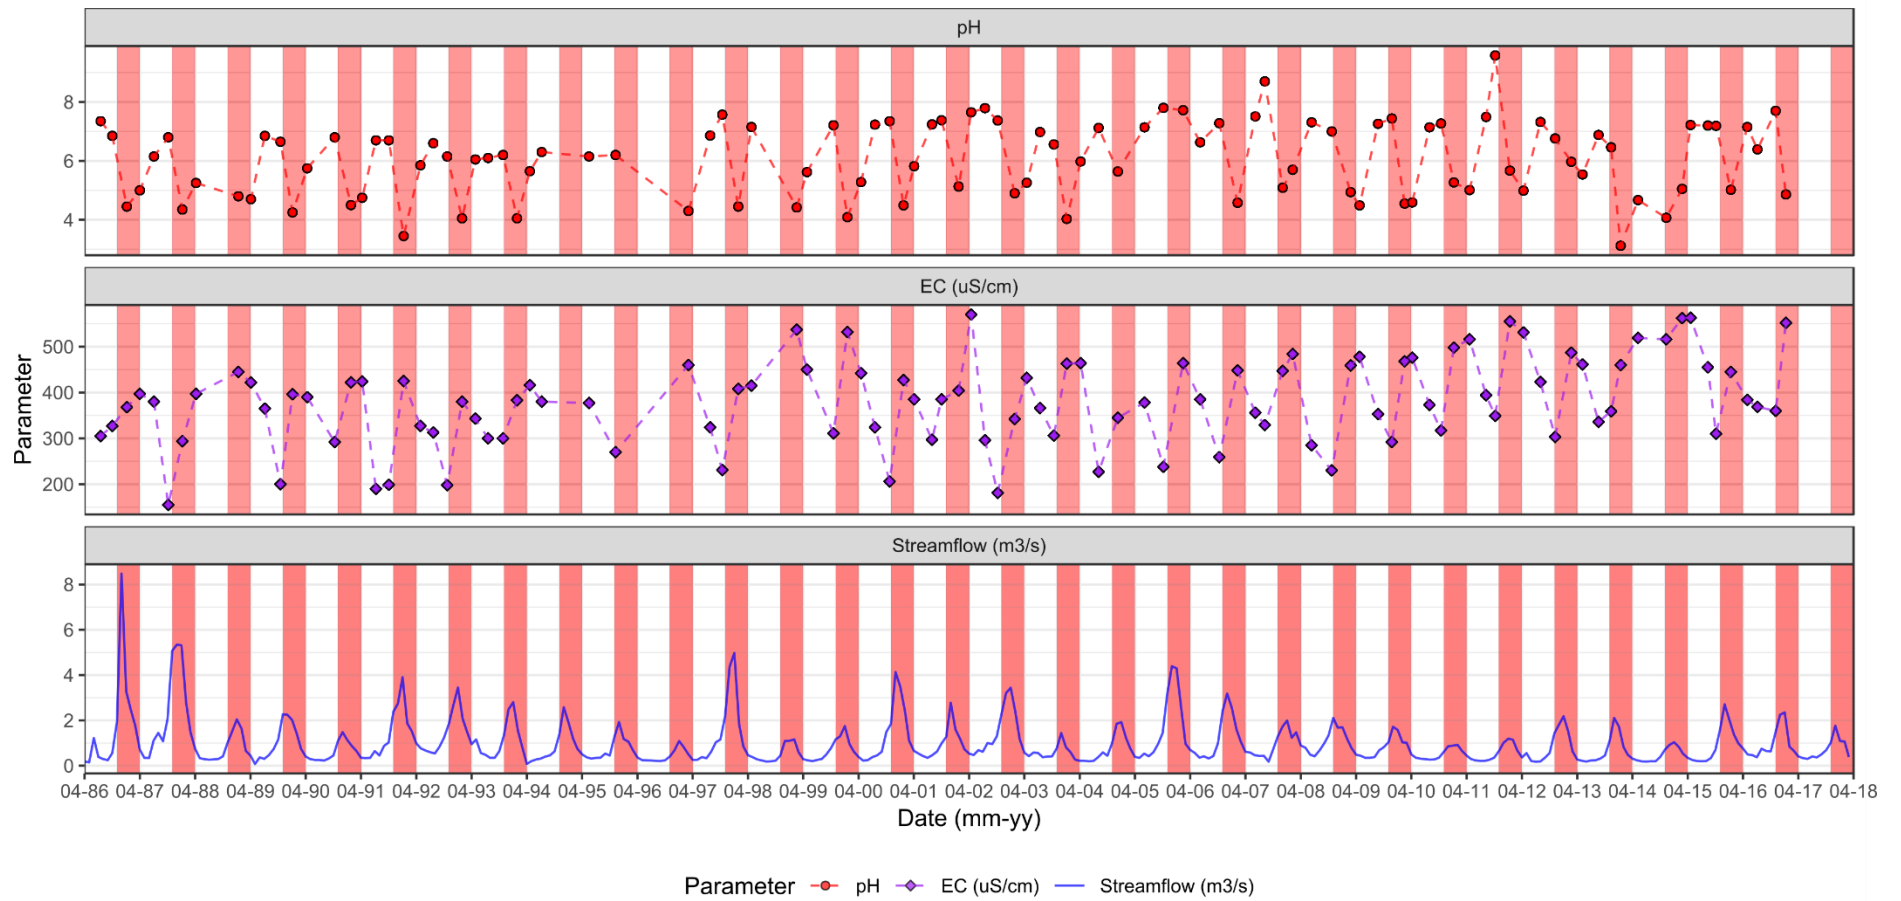 pH
8
6
4
EC (uS/cm)
500
400
300
200
Parameter
Streamflow (m3/s)
8
6
4
2
0
04-86 04-87 04-88 04-89 04-90 04-91 04-92 04-93 04-94 04-95 04-96 04-97 04-98 04-99 04-00 04-01 04-02 04-03 04-04 04-05 04-06 04-07 04-08 04-09 04-10 04-11 04-12 04-13 04-14 04-15 04-16 04-17 04-18
Date (mm-yy)
Parameter pH EC (uS/cm) Streamflow (m3/s)